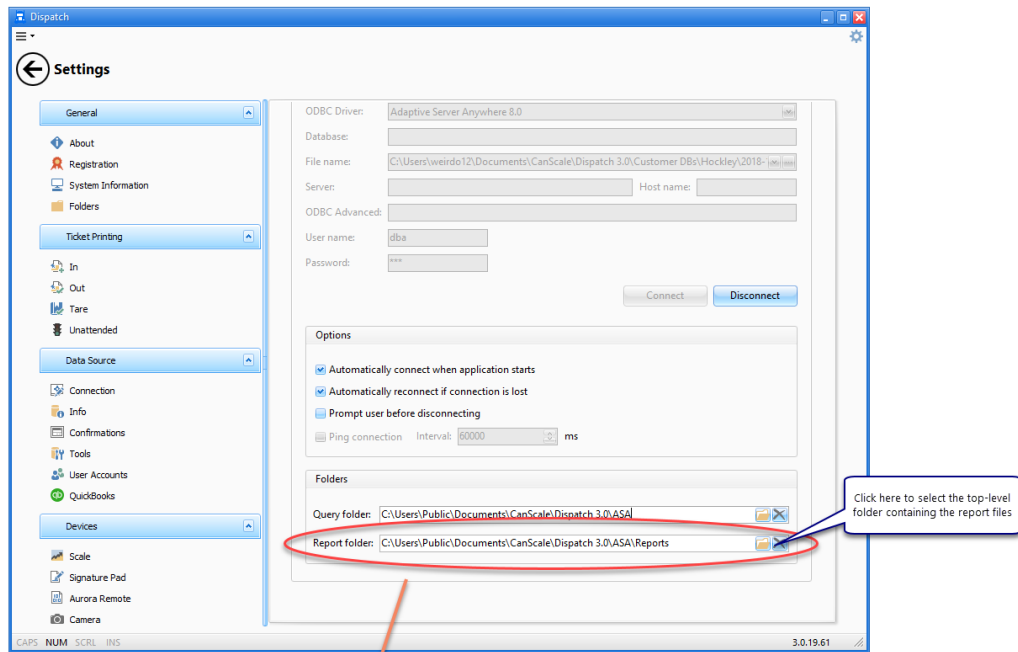 Dispatch
Settings
General
About
Registration
System Information
Folders
Ticket Printing
In
Out
Tare
Unattended
Data Source
Connection
Info
Confirmations
Tools
User Accounts
QuickBooks
Devices
Scale
Signature Pad
Aurora Remote
Camera
ODBC Driver: Adaptive Server Anywhere 8.0
Database:
File name: C:\Users\weirdo12\Documents\CanScale\Dispatch 3.0\Customer DBs\Hockley\2018-
Server: Host name:
ODBC Advanced:
User name: dba
Password: ***
Connect Disconnect
Options
Automatically connect when application starts
Automatically reconnect if connection is lost
Prompt user before disconnecting
Ping connection Interval: 60000 ms
Folders
Query folder: C:\Users\Public\Documents\CanScale\Dispatch 3.0\ASA
Report folder: C:\Users\Public\Documents\CanScale\Dispatch 3.0\ASA\Reports
Click here to select the top-level
folder containing the report files
CAPS NUM SCRL INS 3.0.19.61